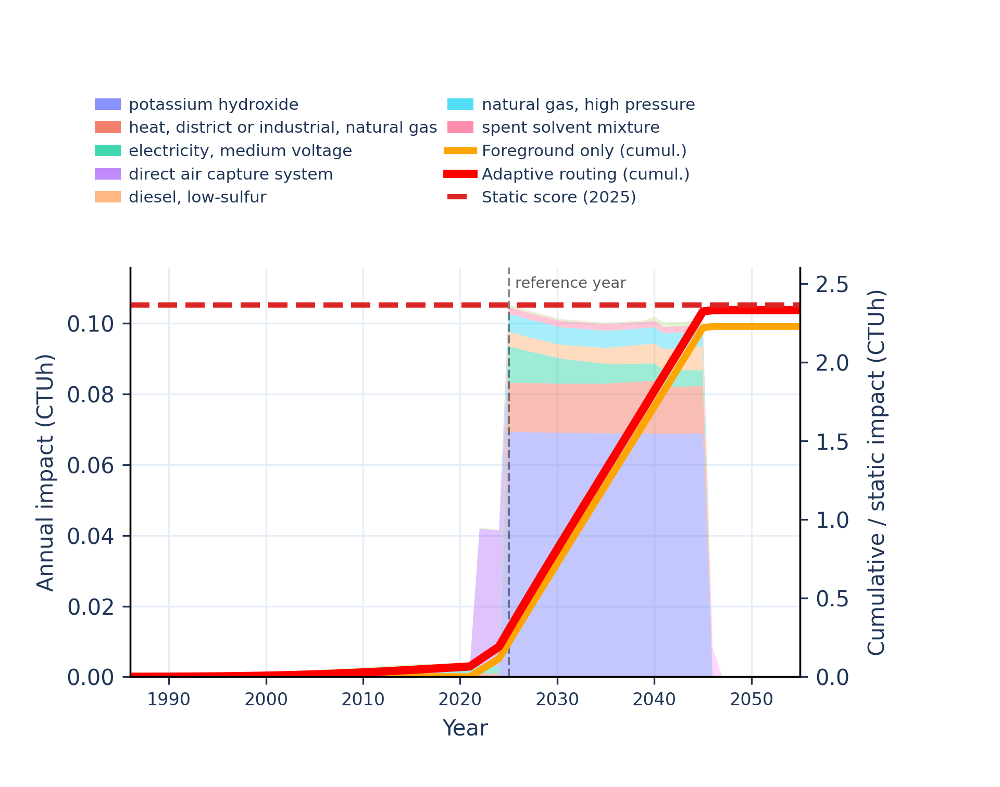 potassium hydroxide
heat, district or industrial, natural gas
electricity, medium voltage
direct air capture system
diesel, low-sulfur
natural gas, high pressure
spent solvent mixture
Foreground only (cumul.)
Adaptive routing (cumul.)
Static score (2025)
reference year
Annual impact (CTUh)
0.10
0.08
0.06
0.04
0.02
0.00
2.5
2.0
1.5
1.0
0.5
0.0
Cumulative / static impact (CTUh)
1990 2000 2010 2020 2030 2040 2050
Year